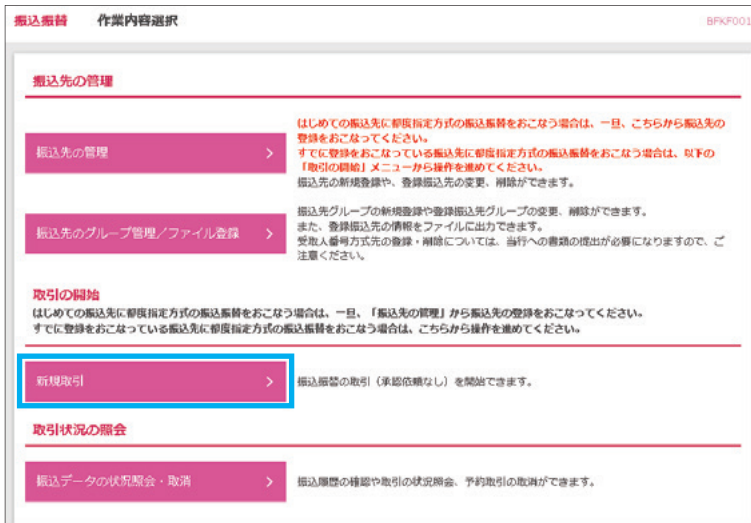 振込振替 作業内容選択 BFKF001
振込先の管理
振込先の管理
はじめての振込先に都度指定方式の振込振替をおこなう場合は、一旦、こちらから振込先の
登録をおこなってください。
すでに登録をおこなっている振込先に都度指定方式の振込振替をおこなう場合は、以下の
「取引の開始」メニューから操作を進めてください。
振込先の新規登録や、登録振込先の変更、削除ができます。
振込先のグループ管理／ファイル登録
振込先グループの新規登録や登録振込先グループの変更、削除ができます。
また、登録振込先の情報をファイルに出力できます。
受取人番号方式先の登録・削除については、当行への書類の提出が必要になりますので、ご
注意ください。
取引の開始
はじめての振込先に都度指定方式の振込振替をおこなう場合は、一旦、「振込先の管理」から振込先の登録をおこなってください。
すでに登録をおこなっている振込先に都度指定方式の振込振替をおこなう場合は、こちらから操作を進めてください。
新規取引
振込振替の取引（承認依頼なし）を開始できます。
取引状況の照会
振込データの状況照会・取消
振込履歴の確認や取引の状況照会、予約取引の取消ができます。